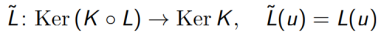 L̃: Ker (K ∘ L) → Ker K, L̃(u) = L(u)